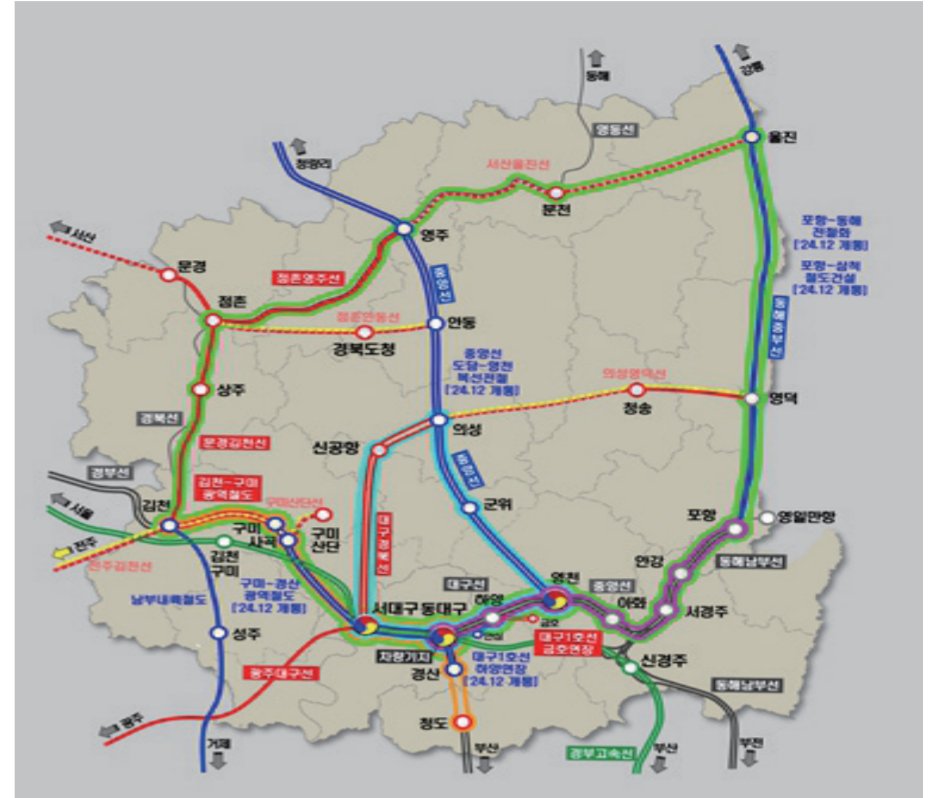 강릉
동해
영동선
울진
청량리
서산울진선
분천
포항~동해
전철화
['24.12 개통]
서산
영주
문경
점촌영주선
중앙선
포항~삼척
철도건설
['24.12 개통]
점촌
점촌안동선
안동
동해중부선
경북도청
중앙선
도담~영천
복선전철
['24.12 개통]
의성영덕선
상주
청송
영덕
경북선
의성
문경김천선
신공항
중앙선
경부선
김천~구미
광역철도
구미산단선
군위
서울
김천
구미
사곡
구미
산단
대구경북선
포항
영일만항
전주
전주김천선
김천
구미
안강
동해남부선
남부내륙철도
구미~경산
광역철도
['24.12 개통]
대구선
영천
중앙선
하양
아화
서경주
서대구
동대구
금호
성주
차량기지
대구1호선
금호연장
신경주
광주대구선
경산
대구1호선
하양연장
['24.12 개통]
동해남부선
청도
광주
거제
부산
경부고속선
부산
부전